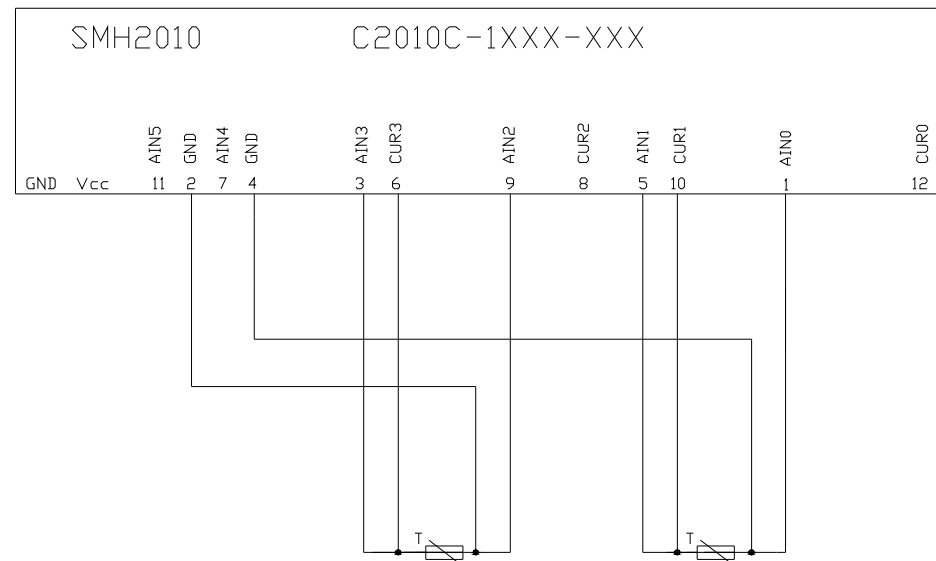 SMH2010 C2010C-1XXX-XXX
AIN5 GND AIN4 GND AIN3 CUR3 AIN2 CUR2 AIN1 CUR1 AIN0 CUR0
GND Vcc 11 2 7 4 3 6 9 8 5 10 1 12
T T